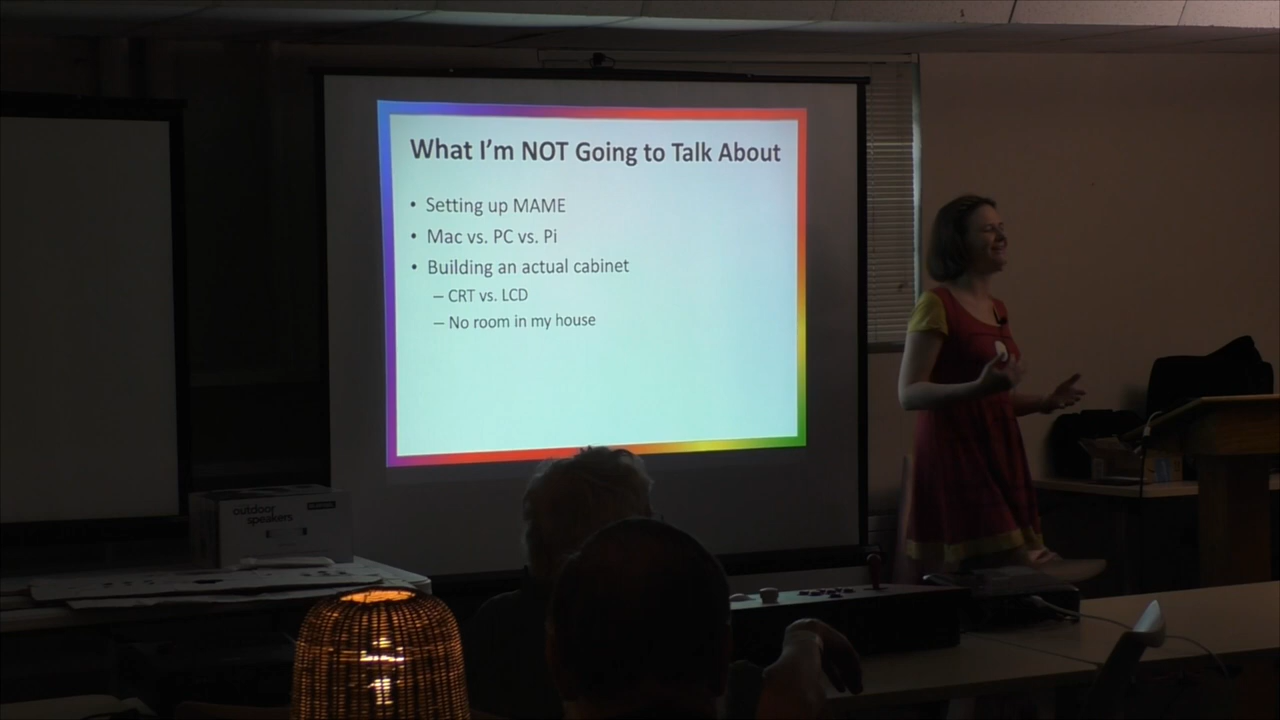 What I'm NOT Going to Talk About
• Setting up MAME
• Mac vs. PC vs. Pi
• Building an actual cabinet
– CRT vs. LCD
– No room in my house
outdoor
speakers